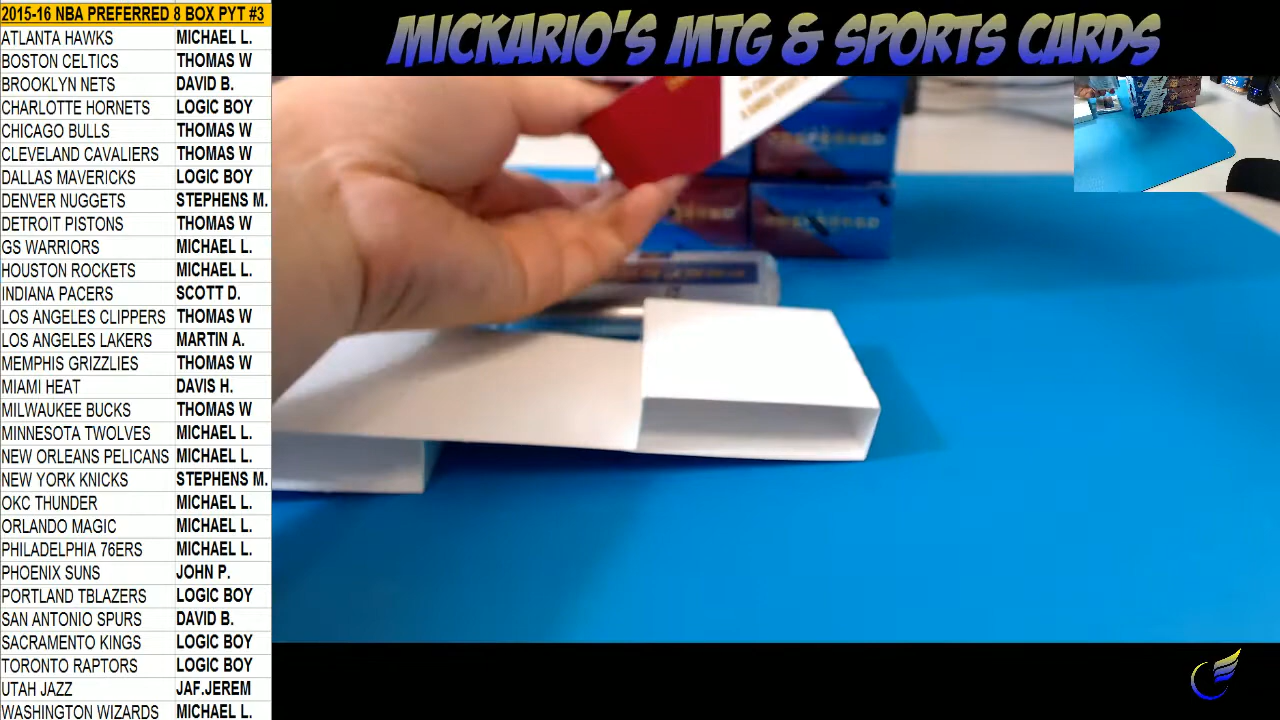 2015-16 NBA PREFERRED 8 BOX PYT #3
ATLANTA HAWKS MICHAEL L.
BOSTON CELTICS THOMAS W
BROOKLYN NETS DAVID B.
CHARLOTTE HORNETS LOGIC BOY
CHICAGO BULLS THOMAS W
CLEVELAND CAVALIERS THOMAS W
DALLAS MAVERICKS LOGIC BOY
DENVER NUGGETS STEPHENS M.
DETROIT PISTONS THOMAS W
GS WARRIORS MICHAEL L.
HOUSTON ROCKETS MICHAEL L.
INDIANA PACERS SCOTT D.
LOS ANGELES CLIPPERS THOMAS W
LOS ANGELES LAKERS MARTIN A.
MEMPHIS GRIZZLIES THOMAS W
MIAMI HEAT DAVIS H.
MILWAUKEE BUCKS THOMAS W
MINNESOTA TWOLVES MICHAEL L.
NEW ORLEANS PELICANS MICHAEL L.
NEW YORK KNICKS STEPHENS M.
OKC THUNDER MICHAEL L.
ORLANDO MAGIC MICHAEL L.
PHILADELPHIA 76ERS MICHAEL L.
PHOENIX SUNS JOHN P.
PORTLAND TBLAZERS LOGIC BOY
SAN ANTONIO SPURS DAVID B.
SACRAMENTO KINGS LOGIC BOY
TORONTO RAPTORS LOGIC BOY
UTAH JAZZ JAF.JEREM
WASHINGTON WIZARDS MICHAEL L.
MICKARIO'S MTG & SPORTS CARDS